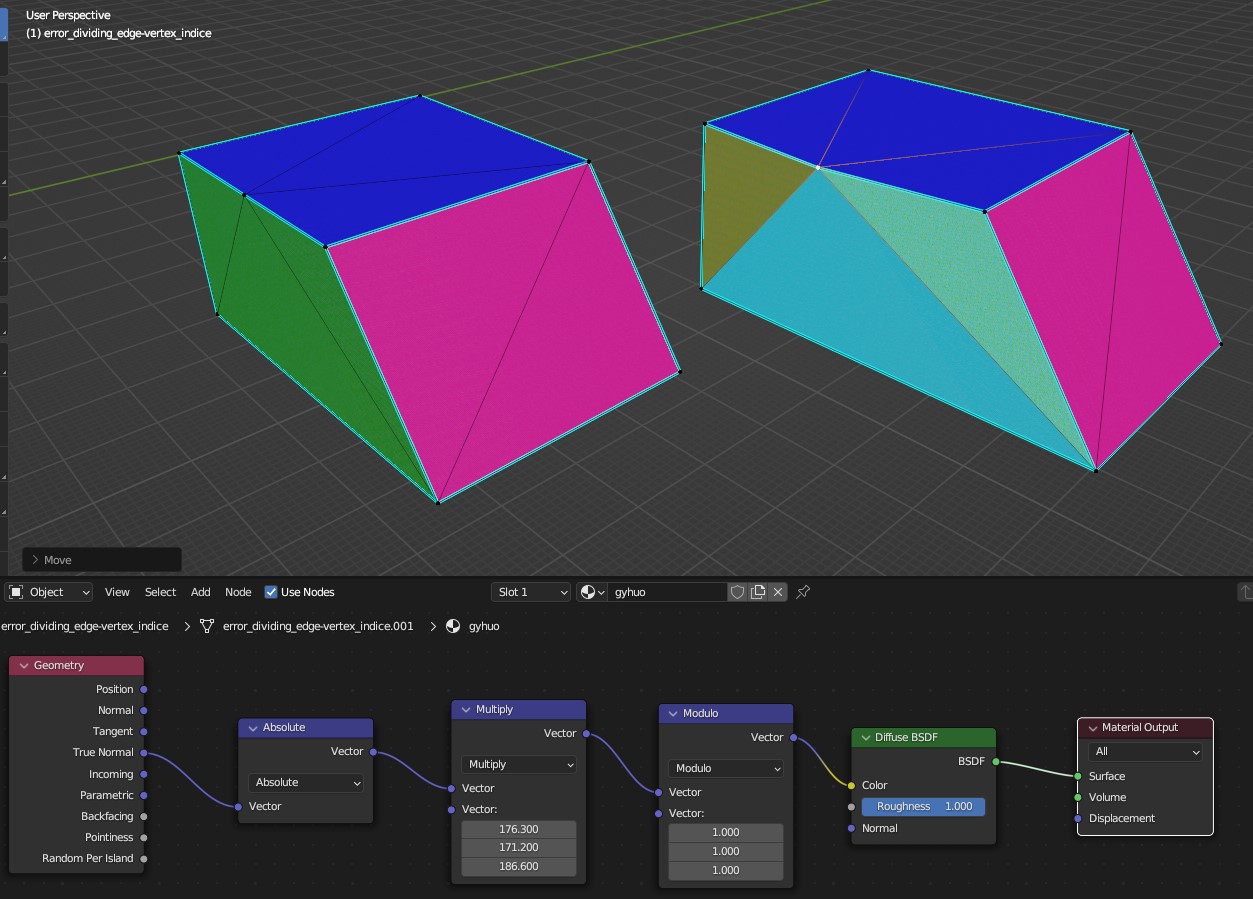 User Perspective
(1) error_dividing_edge-vertex_indice
Move
Object View Select Add Node Use Nodes Slot 1 gyhuo
error_dividing_edge-vertex_indice > error_dividing_edge-vertex_indice.001 > gyhuo
Geometry
Position
Normal
Tangent
True Normal
Incoming
Parametric
Backfacing
Pointiness
Random Per Island
Absolute
Vector
Absolute
Vector
Multiply
Vector
Multiply
Vector
Vector:
176.300
171.200
186.600
Modulo
Vector
Modulo
Vector
Vector:
1.000
1.000
1.000
Diffuse BSDF
BSDF
Color
Roughness 1.000
Normal
Material Output
All
Surface
Volume
Displacement